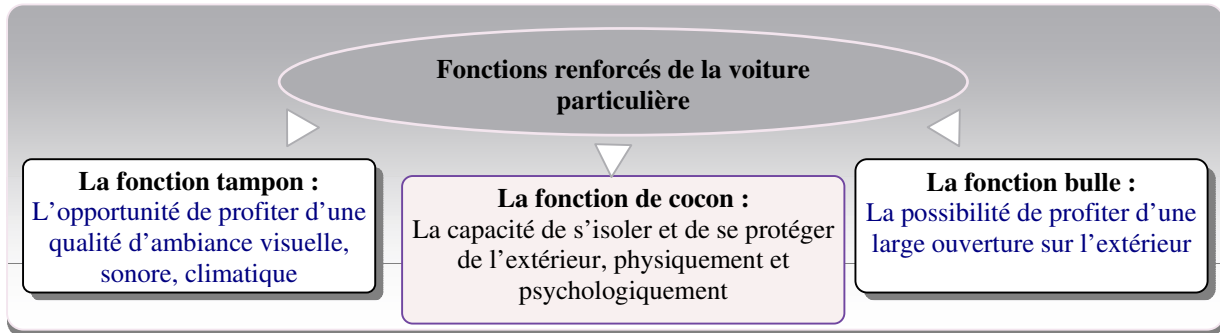 Fonctions renforcés de la voiture
particulière
La fonction tampon :
L'opportunité de profiter d'une
qualité d'ambiance visuelle,
sonore, climatique
La fonction de cocon :
La capacité de s'isoler et de se protéger
de l'extérieur, physiquement et
psychologiquement
La fonction bulle :
La possibilité de profiter d'une
large ouverture sur l'extérieur